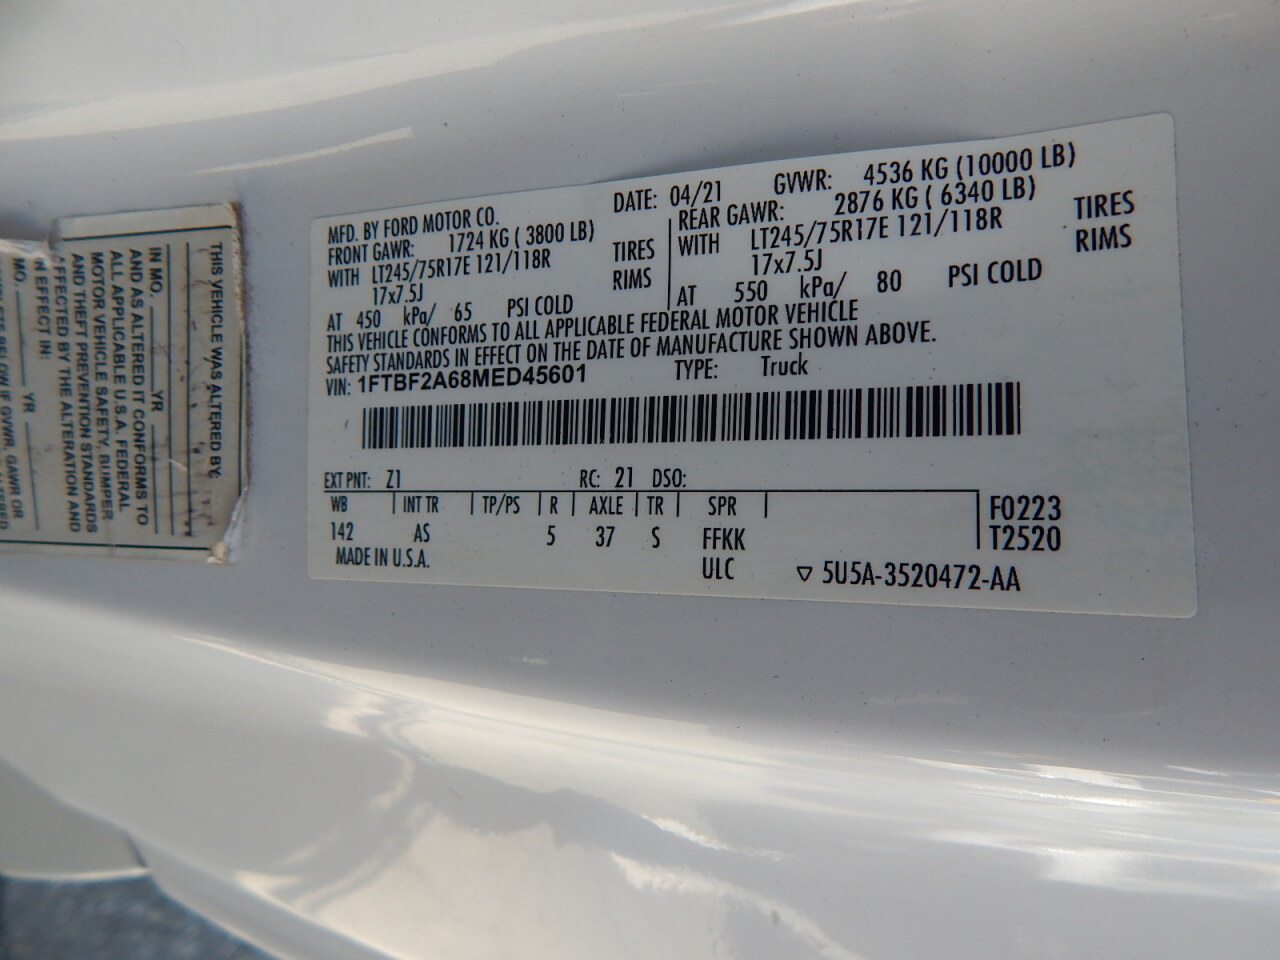 MFD. BY FORD MOTOR CO.
DATE: 04/21 GVWR: 4536 KG (10000 LB)
FRONT GAWR: 1724 KG ( 3800 LB)
WITH LT245/75R17E 121/118R TIRES
17x7.5J RIMS
AT 450 kPa/ 65 PSI COLD
REAR GAWR: 2876 KG ( 6340 LB)
WITH LT245/75R17E 121/118R TIRES
17x7.5J RIMS
AT 550 kPa/ 80 PSI COLD
THIS VEHICLE CONFORMS TO ALL APPLICABLE FEDERAL MOTOR VEHICLE
SAFETY STANDARDS IN EFFECT ON THE DATE OF MANUFACTURE SHOWN ABOVE.
VIN: 1FTBF2A68MED45601 TYPE: Truck
EXT PNT: Z1 RC: 21 DSO:
WB INT TR TP/PS R AXLE TR SPR
142 AS 5 37 S FFKK
MADE IN U.S.A. ULC
F0223
T2520
▽ 5U5A-3520472-AA
THIS VEHICLE WAS ALTERED BY:
IN MO. YR
AND AS ALTERED IT CONFORMS TO
ALL APPLICABLE U.S.A. FEDERAL
MOTOR VEHICLE SAFETY, BUMPER
AND THEFT PREVENTION STANDARDS
AFFECTED BY THE ALTERATION AND
IN EFFECT IN:
MO. YR
BELOW IF GVWR, GAWR OR